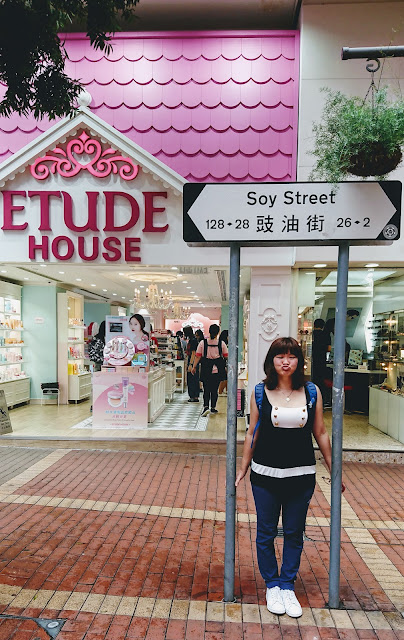 ETUDE
HOUSE
Soy Street
128➝28 豉油街 26➝2